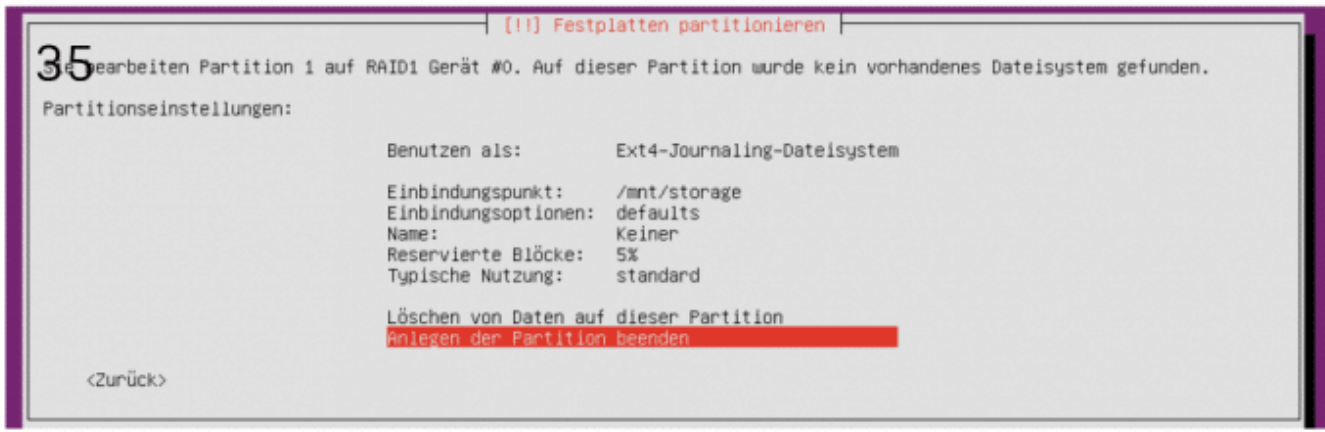 [!!] Festplatten partitionieren
35
bearbeiten Partition 1 auf RAID1 Gerät #0. Auf dieser Partition wurde kein vorhandenes Dateisystem gefunden.
Partitionseinstellungen:
Benutzen als: Ext4-Journaling-Dateisystem
Einbindungspunkt: /mnt/storage
Einbindungsoptionen: defaults
Name: Keiner
Reservierte Blöcke: 5%
Typische Nutzung: standard
Löschen von Daten auf dieser Partition
Anlegen der Partition beenden
<Zurück>